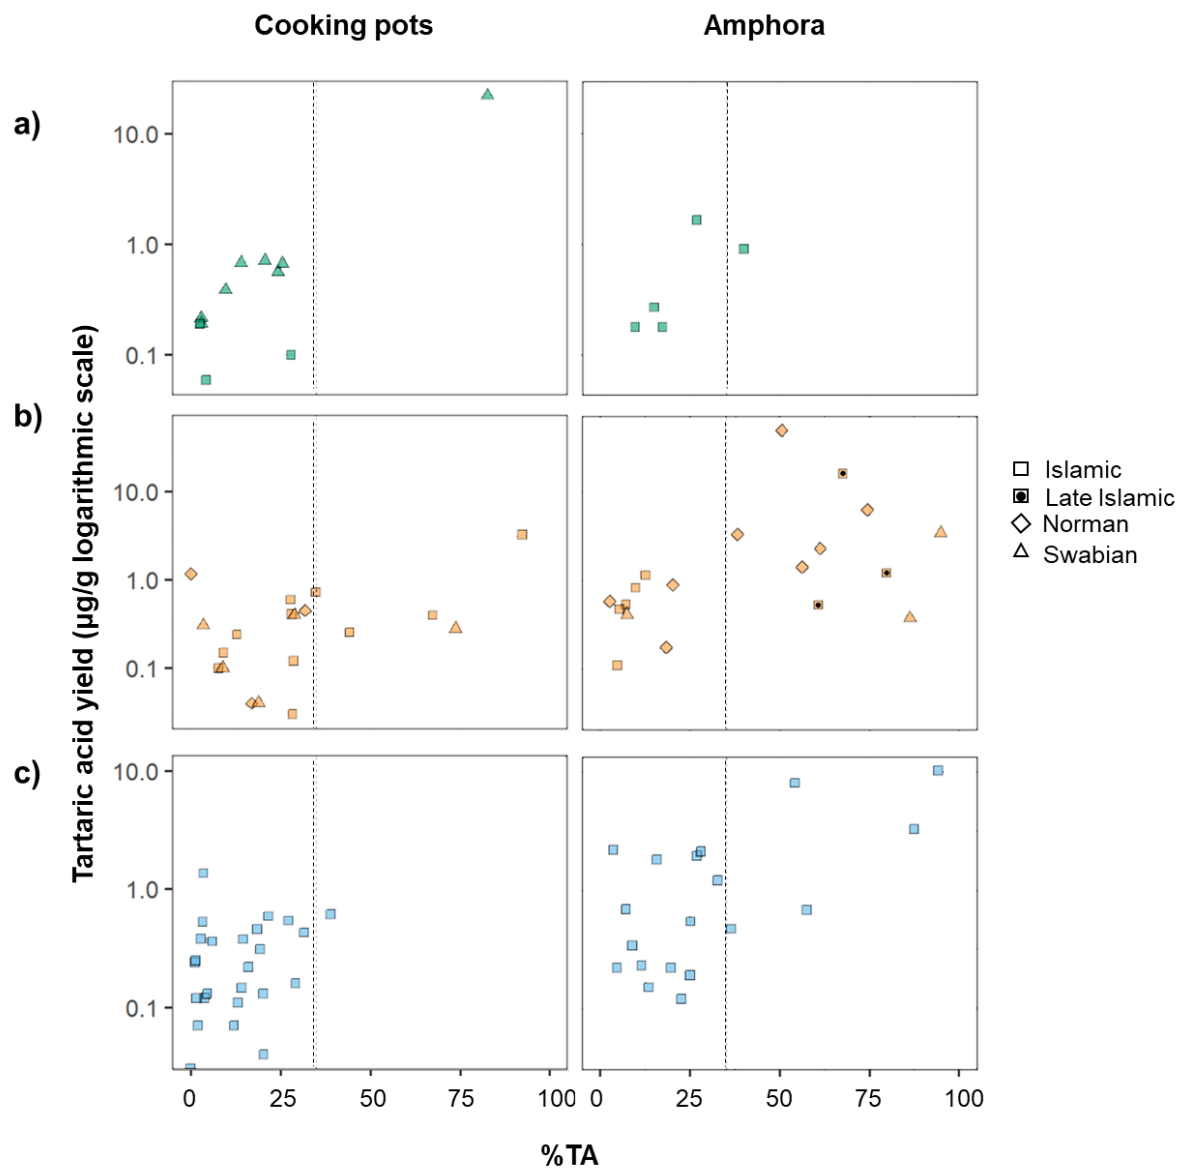 Cooking pots Amphora
a)
10.0
1.0
0.1
b)
10.0
1.0
0.1
c)
10.0
1.0
0.1
Tartaric acid yield (µg/g logarithmic scale)
Islamic
Late Islamic
Norman
Swabian
0 25 50 75 100 0 25 50 75 100
%TA